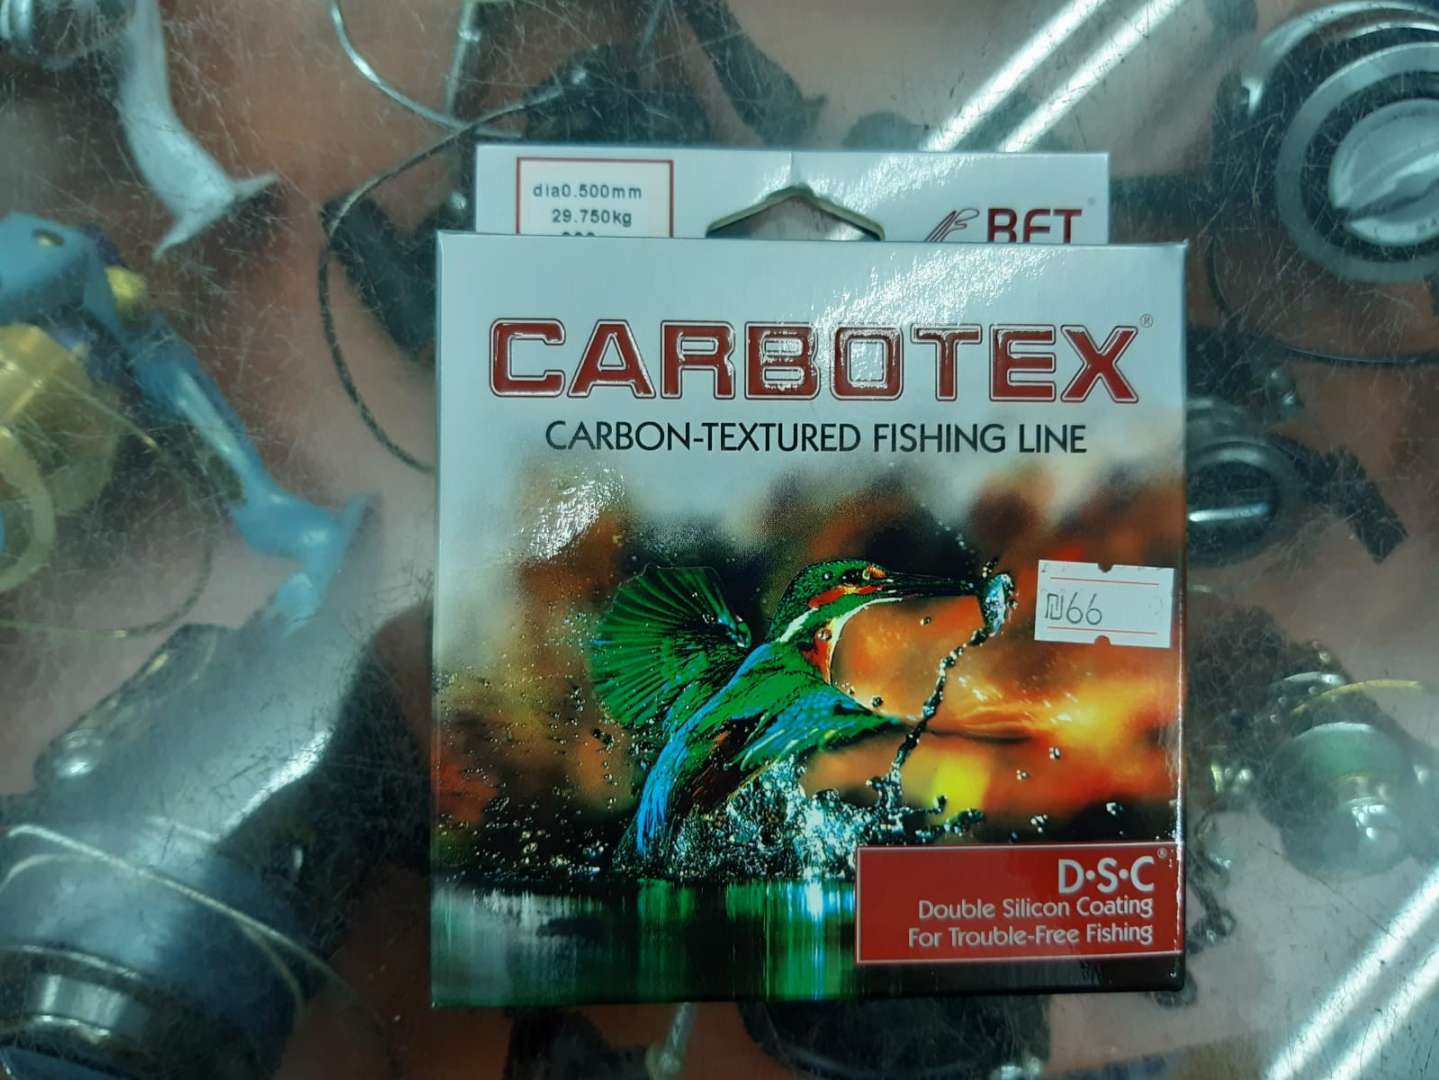 dia0.500mm
29.750kg
BFT
CARBOTEX®
CARBON-TEXTURED FISHING LINE
₪66
D·S·C®
Double Silicon Coating
For Trouble-Free Fishing